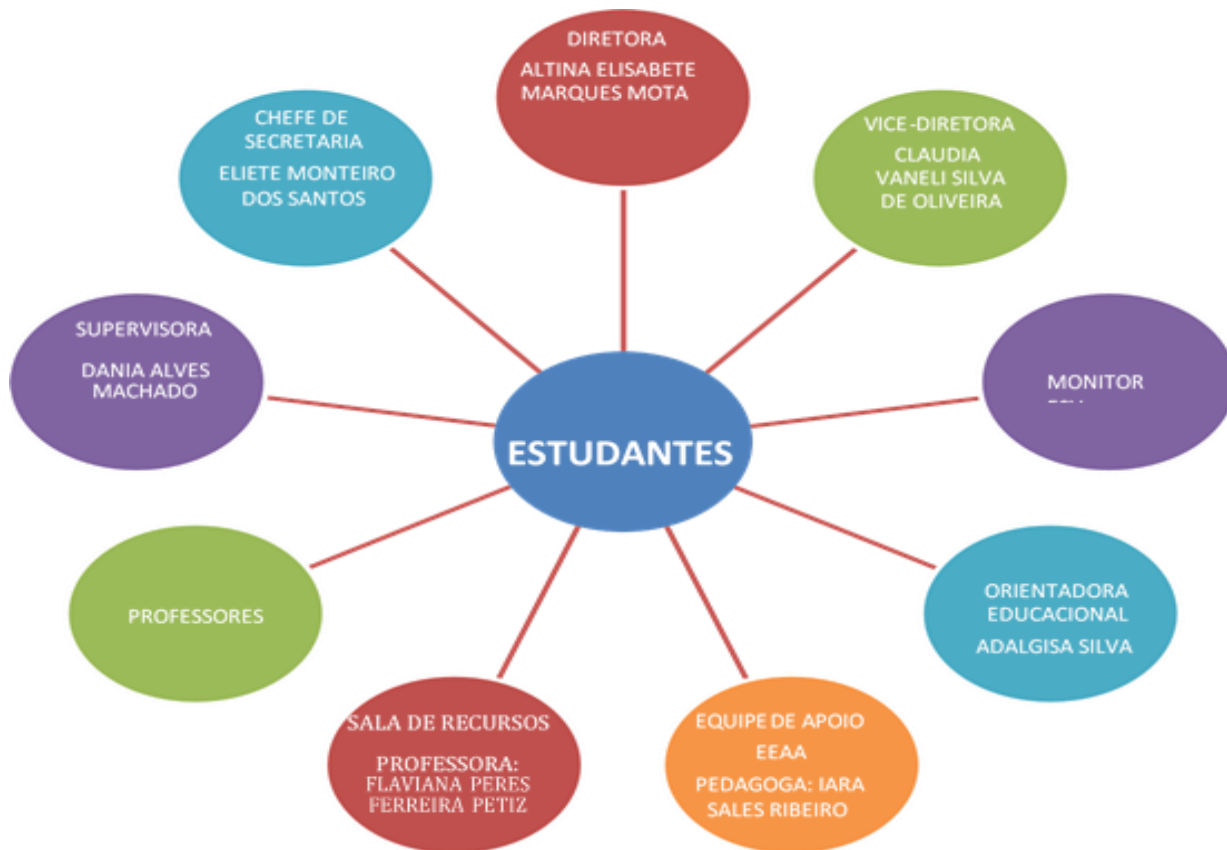 DIRETORA
ALTINA ELISABETE
MARQUES MOTA
CHEFE DE
SECRETARIA
ELIETE MONTEIRO
DOS SANTOS
VICE-DIRETORA
CLAUDIA
VANELI SILVA
DE OLIVEIRA
SUPERVISORA
DANIA ALVES
MACHADO
MONITOR
ESTUDANTES
PROFESSORES
ORIENTADORA
EDUCACIONAL
ADALGISA SILVA
SALA DE RECURSOS
PROFESSORA:
FLAVIANA PERES
FERREIRA PETIZ
EQUIPE DE APOIO
EEAA
PEDAGOGA: IARA
SALES RIBEIRO